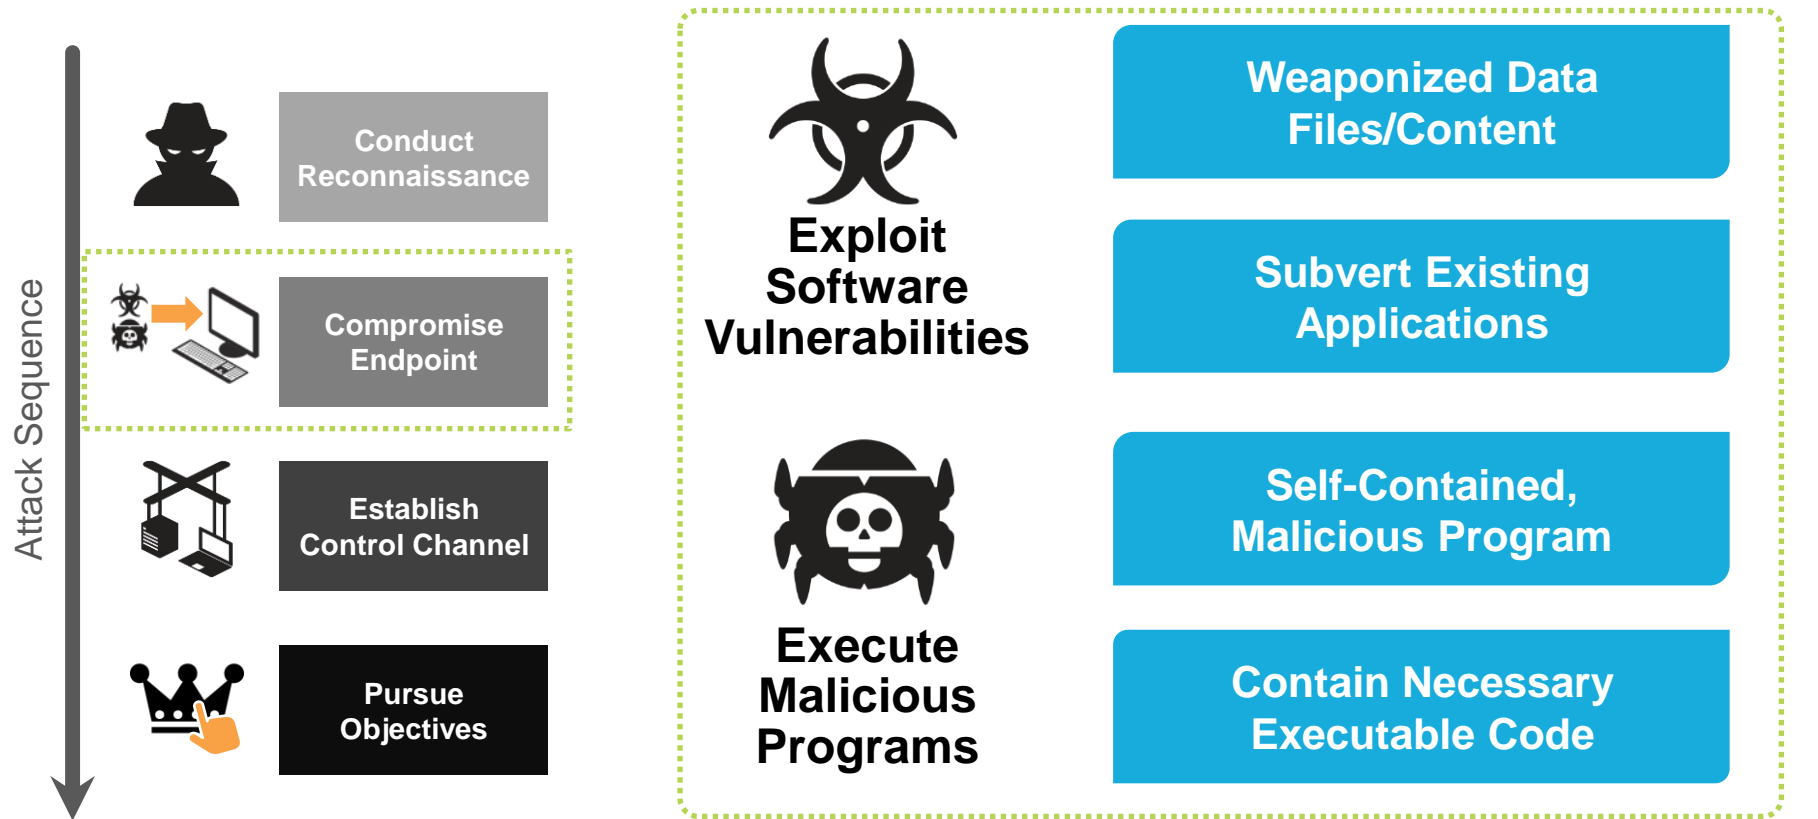 Attack Sequence
Conduct
Reconnaissance
Compromise
Endpoint
Establish
Control Channel
Pursue
Objectives
Exploit
Software
Vulnerabilities
Weaponized Data
Files/Content
Subvert Existing
Applications
Execute
Malicious
Programs
Self-Contained,
Malicious Program
Contain Necessary
Executable Code